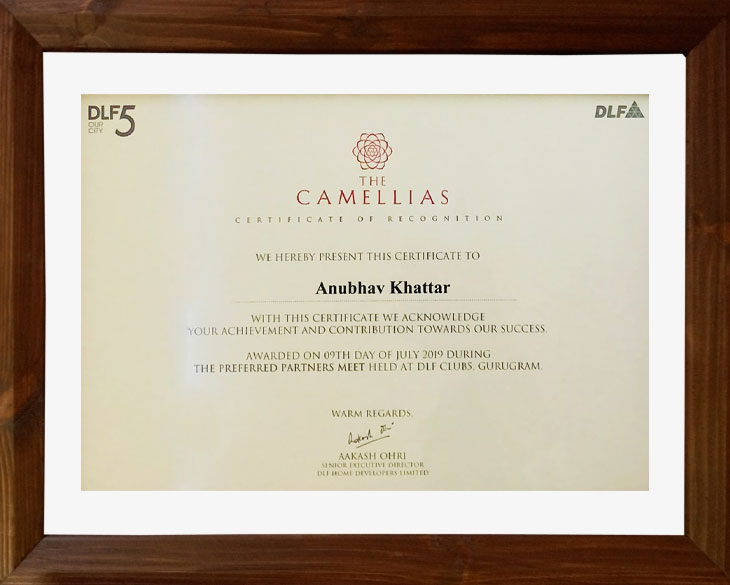 DLF5
OUR
CITY
DLF
THE
CAMELLIAS
CERTIFICATE OF RECOGNITION
WE HEREBY PRESENT THIS CERTIFICATE TO
Anubhav Khattar
WITH THIS CERTIFICATE WE ACKNOWLEDGE
YOUR ACHIEVEMENT AND CONTRIBUTION TOWARDS OUR SUCCESS.
AWARDED ON 09TH DAY OF JULY 2019 DURING
THE PREFERRED PARTNERS MEET HELD AT DLF CLUBS, GURUGRAM.
WARM REGARDS,
AAKASH OHRI
SENIOR EXECUTIVE DIRECTOR
DLF HOME DEVELOPERS LIMITED